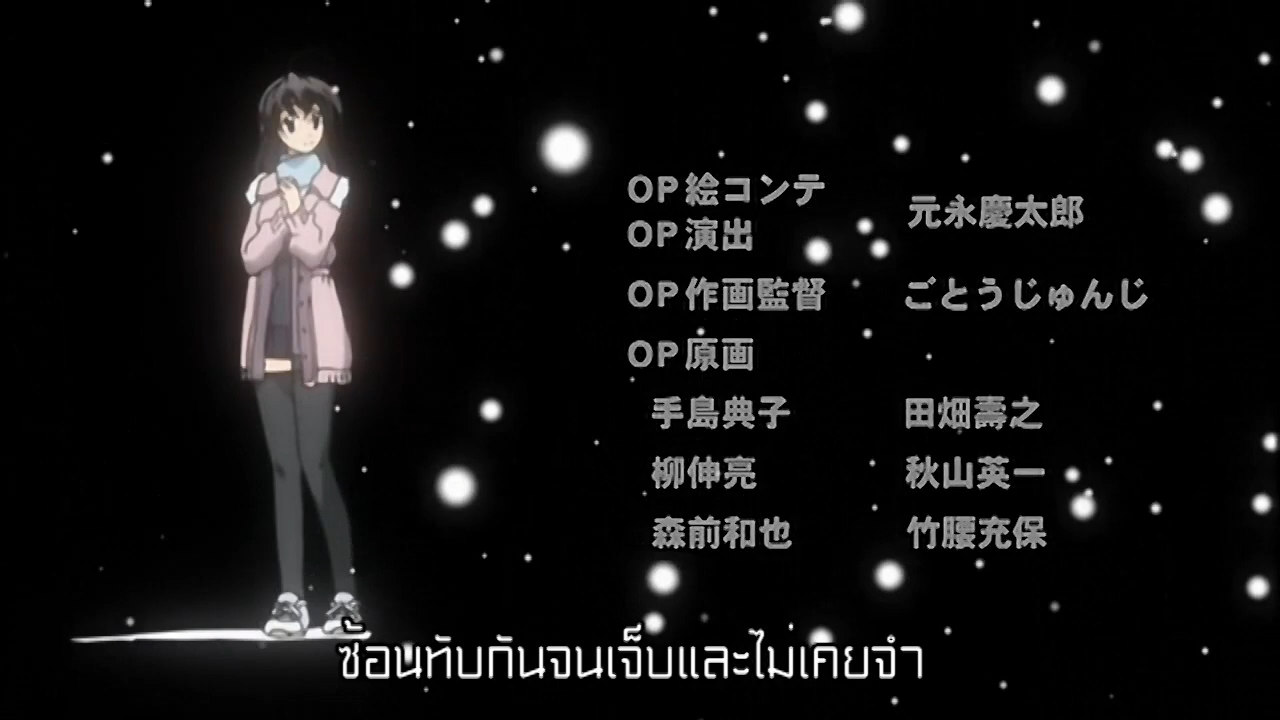 OP絵コンテ
OP演出
元永慶太郎
OP作画監督 ごとうじゅんじ
OP原画
手島典子 田畑壽之
柳伸亮 秋山英一
森前和也 竹腰充保
ซ้อนทับกันจนเจ็บและไม่เคยจำ